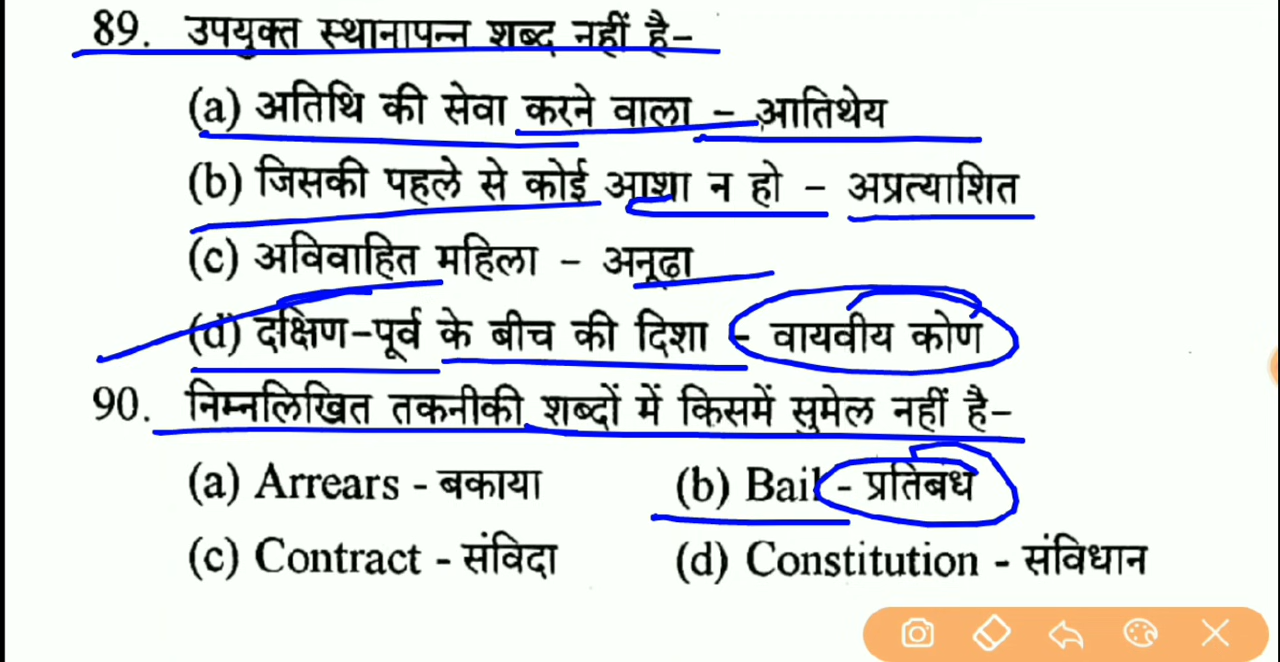 89. उपयुक्त स्थानापन्न शब्द नहीं है-
(a) अतिथि की सेवा करने वाला - आतिथेय
(b) जिसकी पहले से कोई आशा न हो - अप्रत्याशित
(c) अविवाहित महिला - अनूढ़ा
(d) दक्षिण-पूर्व के बीच की दिशा - वायवीय कोण
90. निम्नलिखित तकनीकी शब्दों में किसमें सुमेल नहीं है-
(a) Arrears - बकाया (b) Bail - प्रतिबंध
(c) Contract - संविदा (d) Constitution - संविधान